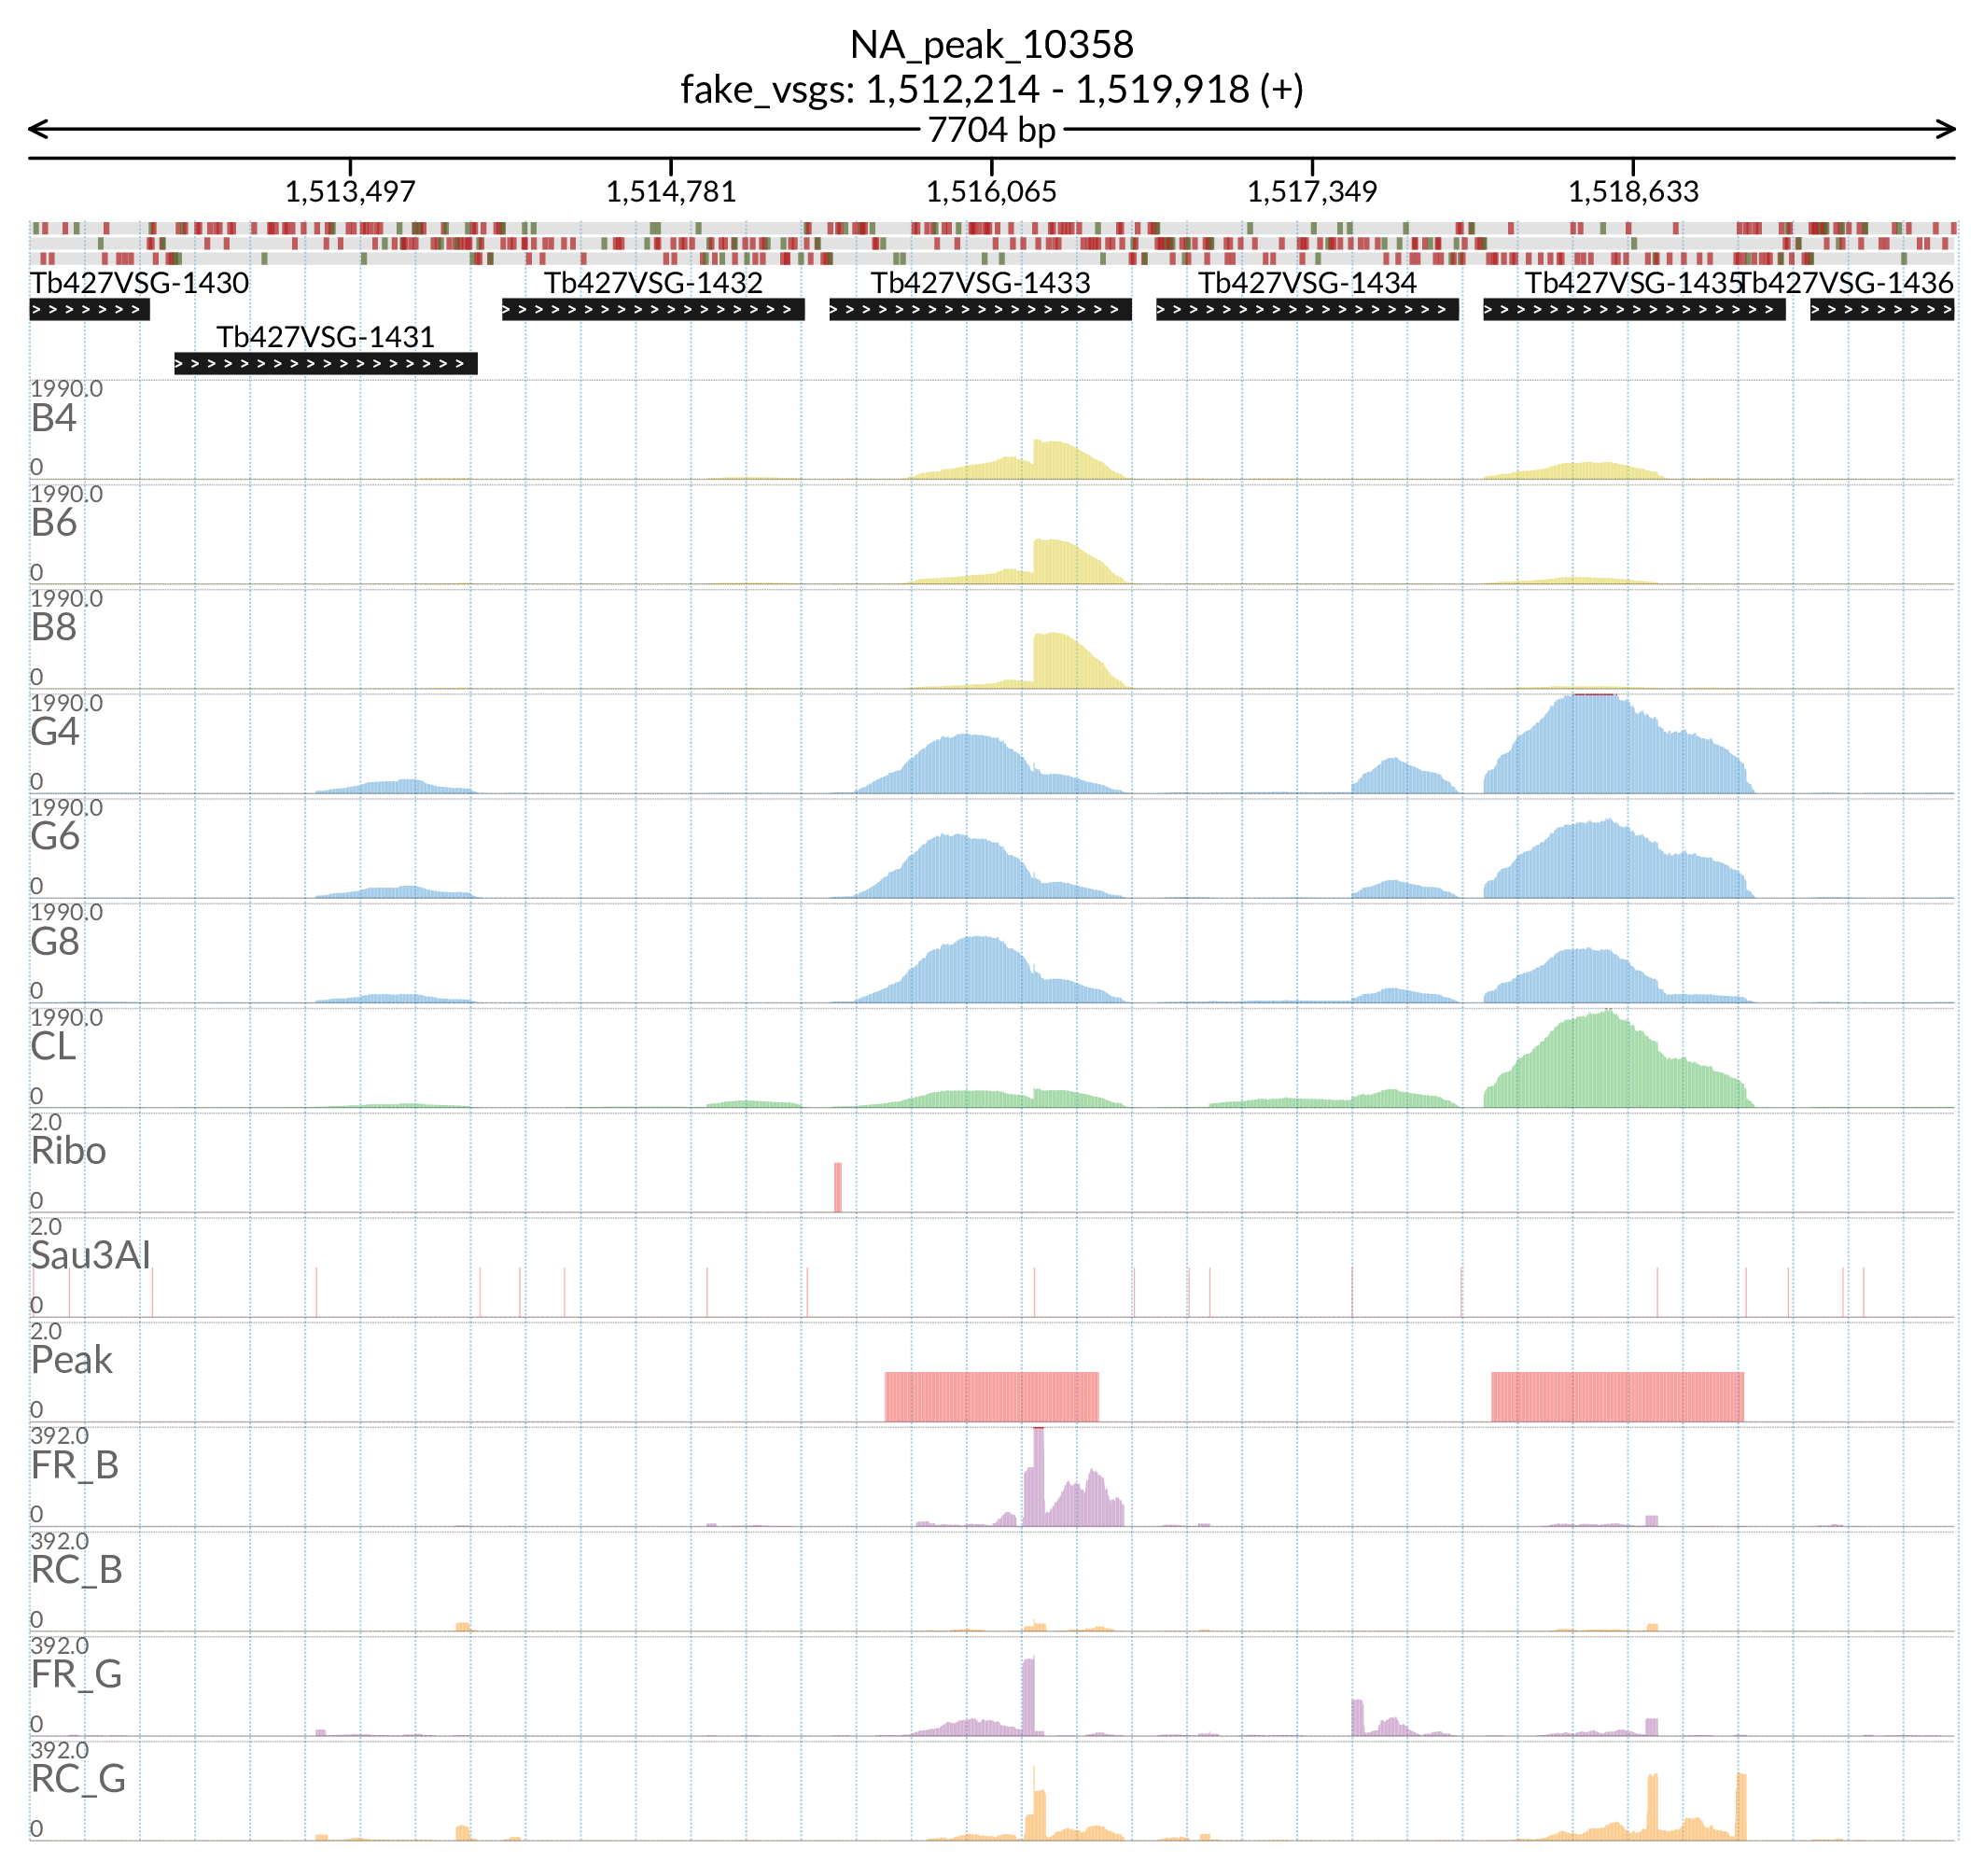 NA_peak_10358
fake_vsgs: 1,512,214 - 1,519,918 (+)
7704 bp
1,513,497 1,514,781 1,516,065 1,517,349 1,518,633
Tb427VSG-1430 Tb427VSG-1432 Tb427VSG-1433 Tb427VSG-1434 Tb427VSG-1435 Tb427VSG-1436
Tb427VSG-1431
1990.0
B4
0
1990.0
B6
0
1990.0
B8
0
1990.0
G4
0
1990.0
G6
0
1990.0
G8
0
1990.0
CL
0
2.0
Ribo
0
2.0
Sau3AI
0
2.0
Peak
0
392.0
FR_B
0
392.0
RC_B
0
392.0
FR_G
0
392.0
RC_G
0